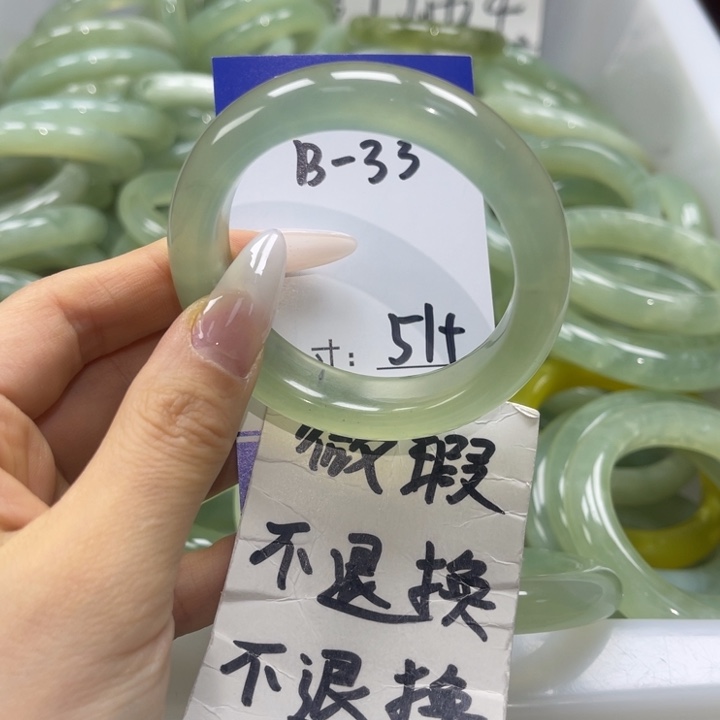 B-33
寸: 51+
微瑕
不退换
不退换